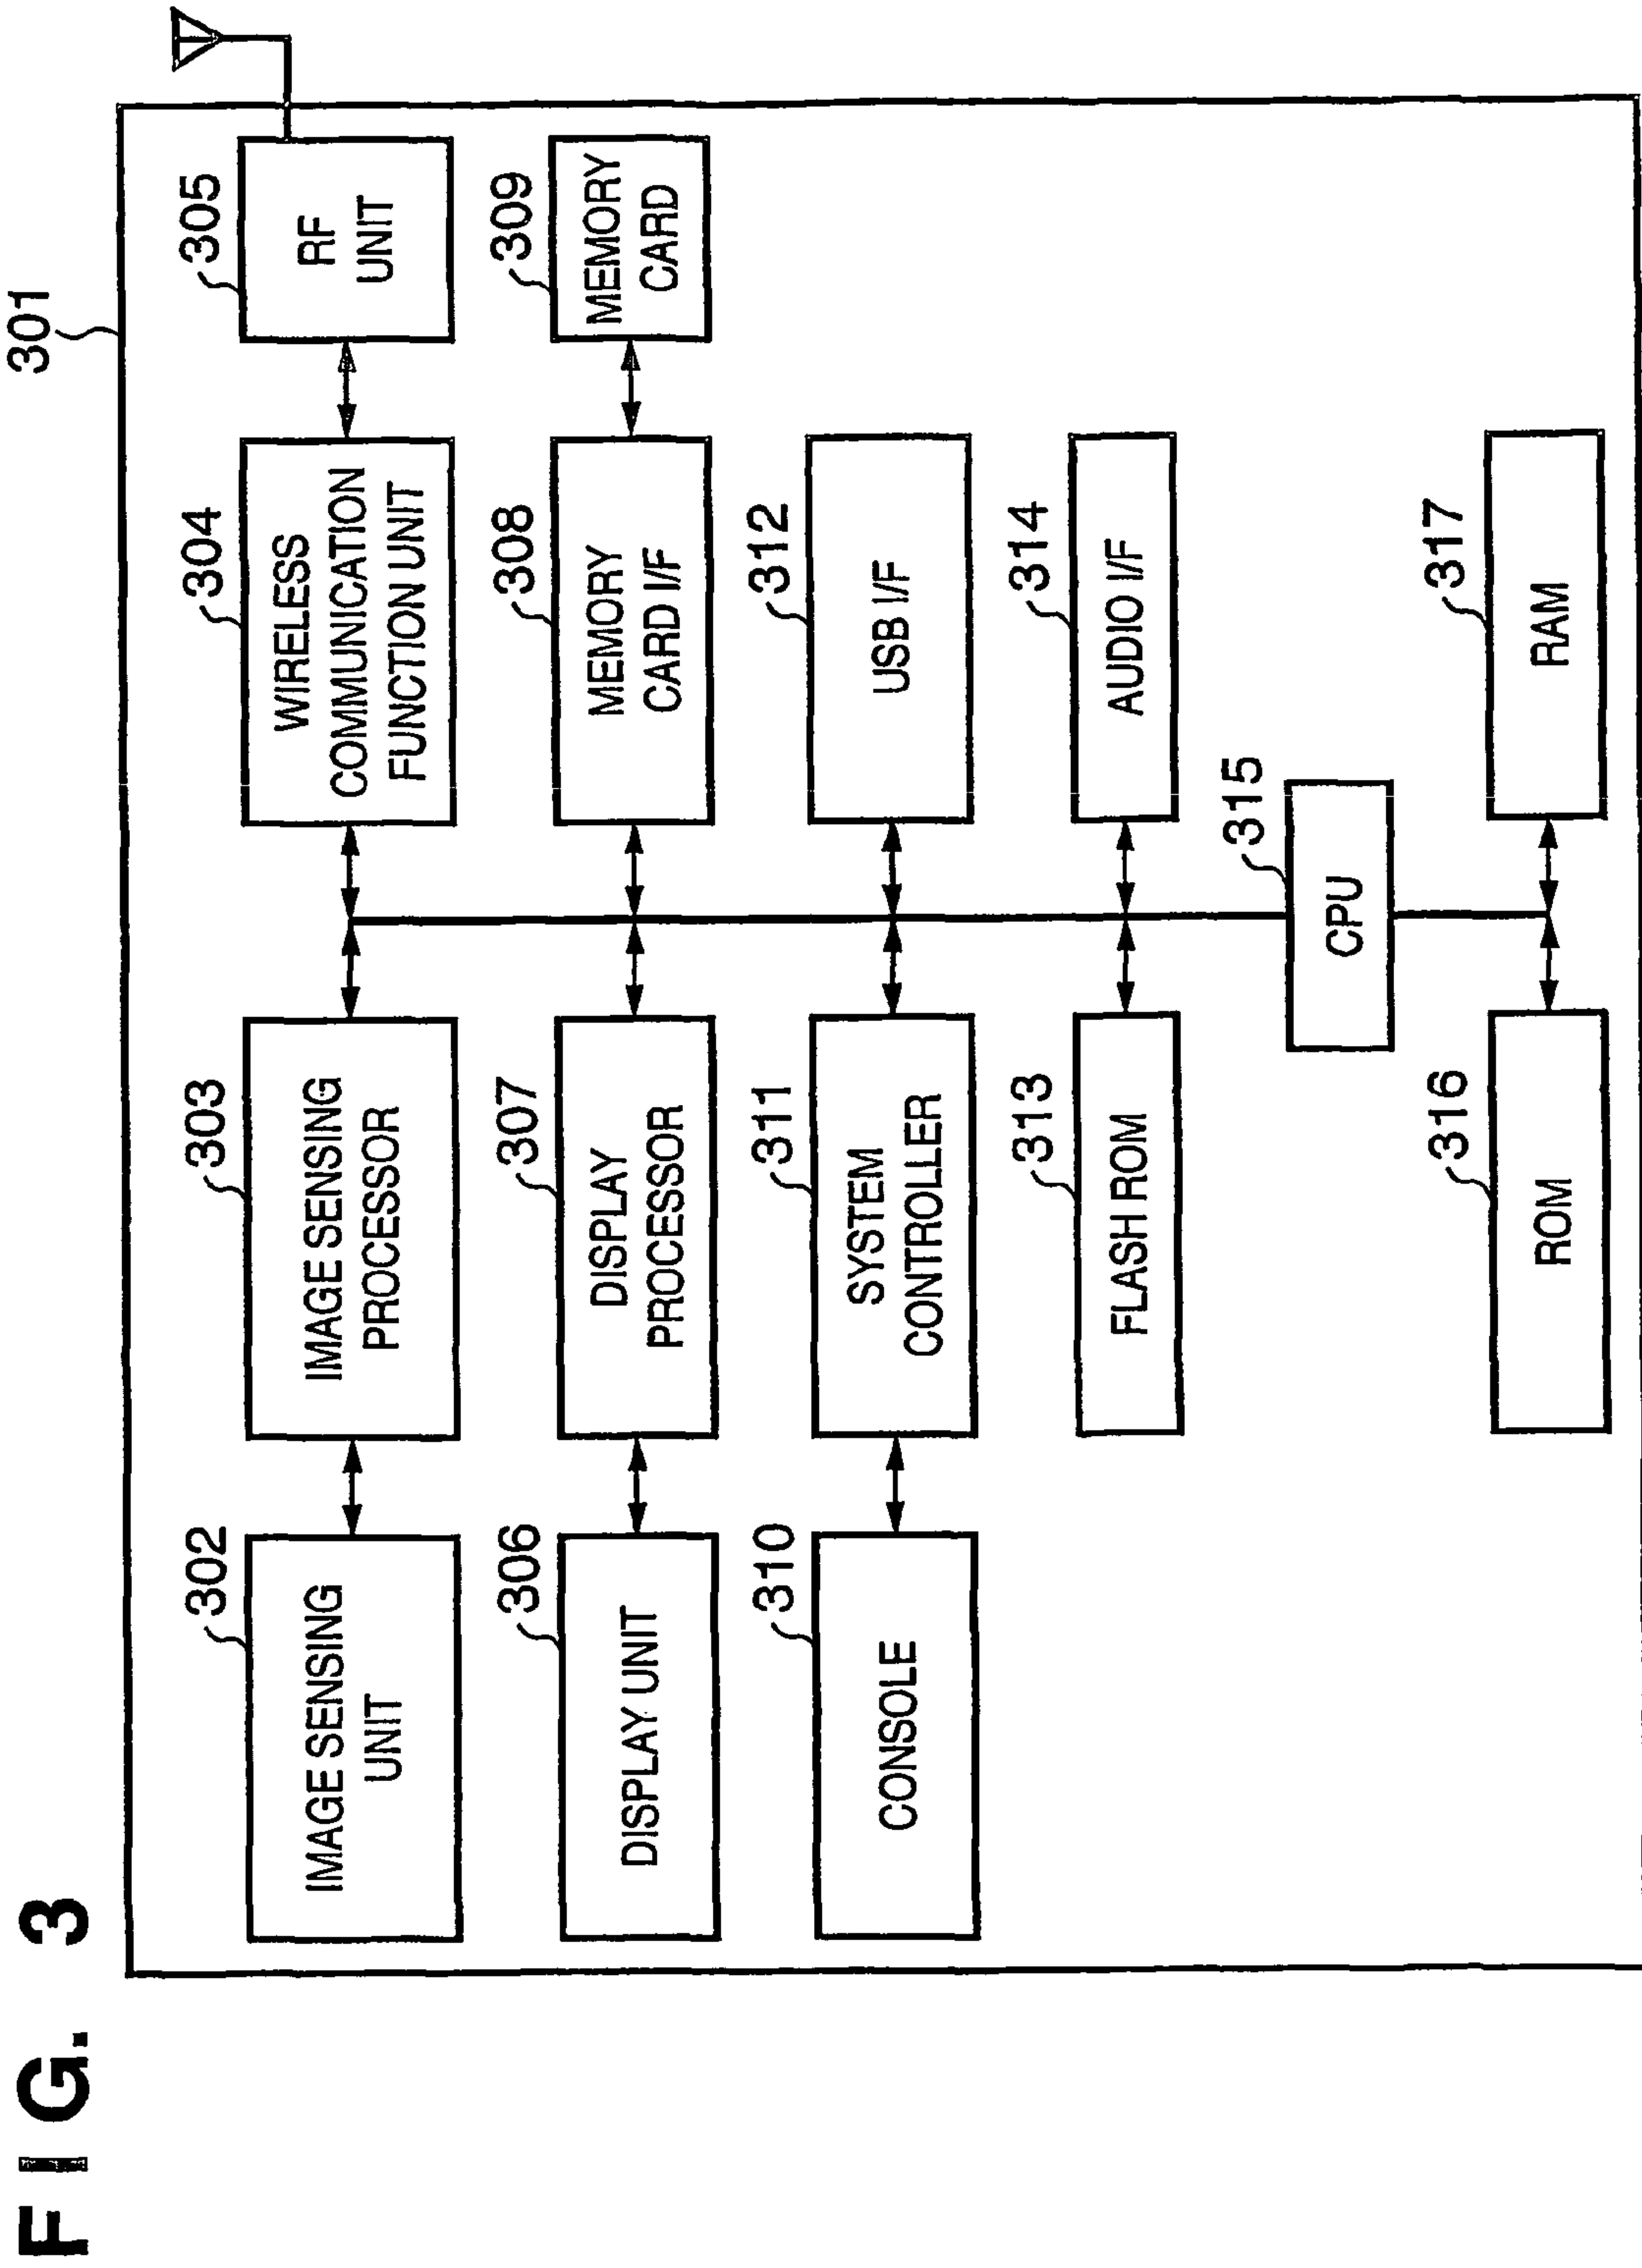 FIG. 3
301
302
IMAGE SENSING
UNIT
303
IMAGE SENSING
PROCESSOR
304
WIRELESS
COMMUNICATION
FUNCTION UNIT
305
RF
UNIT
306
DISPLAY UNIT
307
DISPLAY
PROCESSOR
308
MEMORY
CARD I/F
309
MEMORY
CARD
310
CONSOLE
311
SYSTEM
CONTROLLER
312
USB I/F
313
FLASH ROM
314
AUDIO I/F
315
CPU
316
ROM
317
RAM